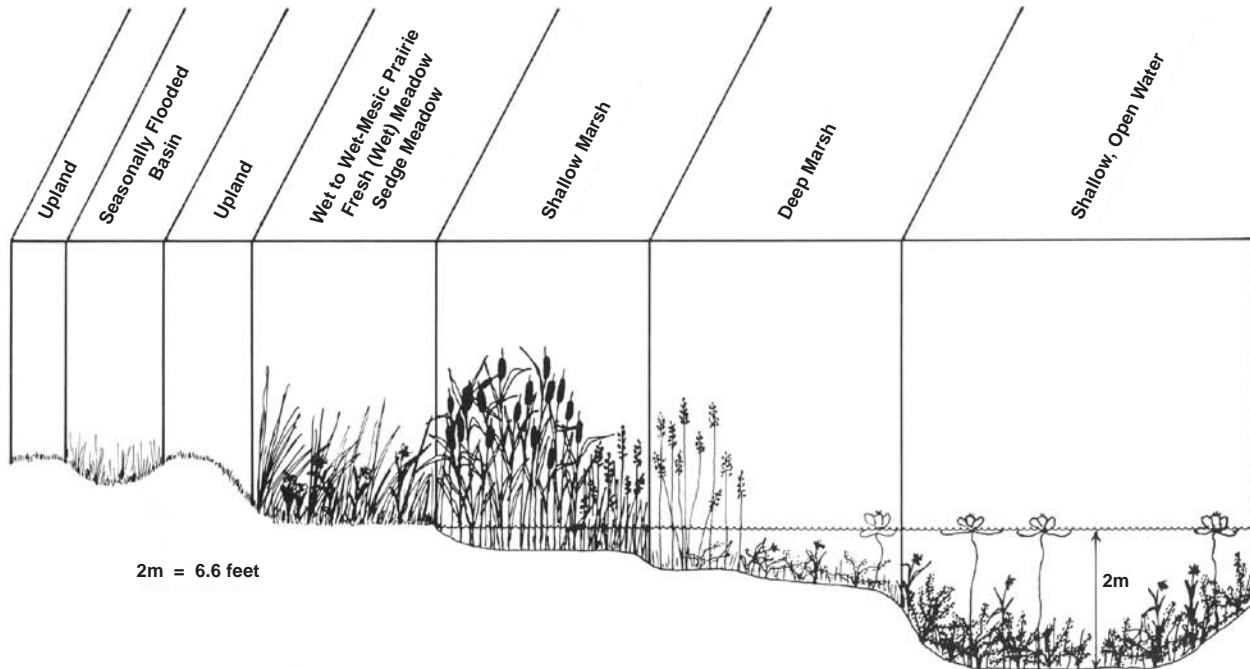 Upland
Seasonally Flooded
Basin
Upland
Wet to Wet-Mesic Prairie
Fresh (Wet) Meadow
Sedge Meadow
Shallow Marsh
Deep Marsh
Shallow, Open Water
2m = 6.6 feet
2m